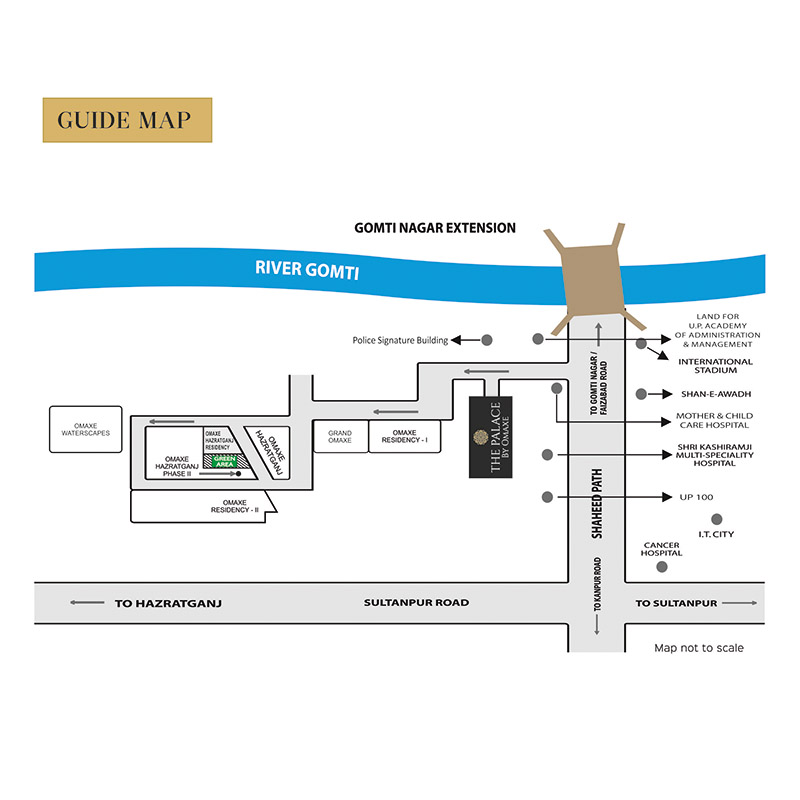 GUIDE MAP
GOMTI NAGAR EXTENSION
RIVER GOMTI
Police Signature Building
LAND FOR
U.P. ACADEMY
OF ADMINISTRATION
& MANAGEMENT
INTERNATIONAL
STADIUM
SHAN-E-AWADH
MOTHER & CHILD
CARE HOSPITAL
SHRI KASHIRAMJI
MULTI-SPECIALITY
HOSPITAL
UP 100
I.T. CITY
CANCER
HOSPITAL
TO GOMTI NAGAR /
FAIZABAD ROAD
SHAHEED PATH
TO KANPUR ROAD
THE PALACE
BY OMAXE
OMAXE
RESIDENCY - I
GRAND
OMAXE
OMAXE
HAZRATGANJ
OMAXE
HAZRATGANJ
RESIDENCY
GREEN
AREA
OMAXE
HAZRATGANJ
PHASE II
OMAXE
WATERSCAPES
OMAXE
RESIDENCY - II
TO HAZRATGANJ
SULTANPUR ROAD
TO SULTANPUR
Map not to scale